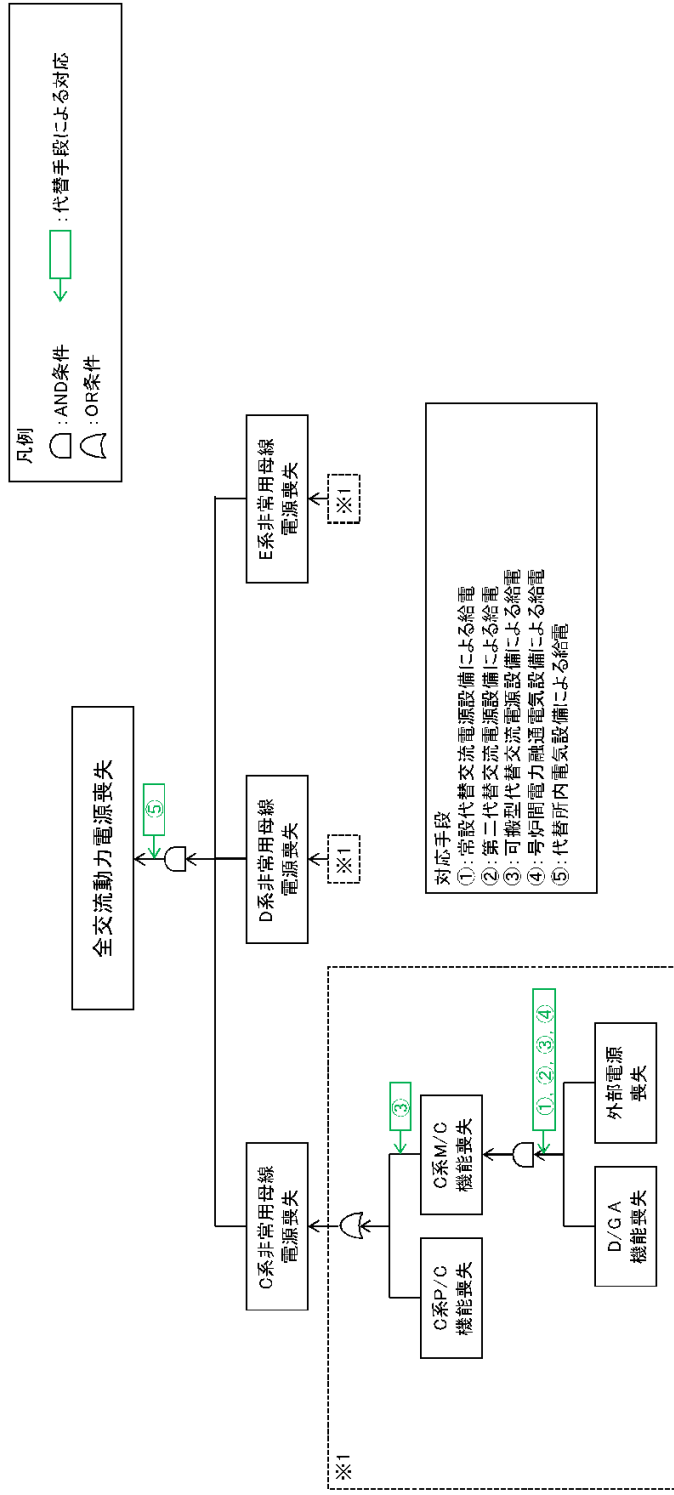 凡例
:AND条件
:OR条件
:代替手段による対応
全交流動力電源喪失
⑤
C系非常用母線
電源喪失
D系非常用母線
電源喪失
E系非常用母線
電源喪失
※1
※1
※1
③
C系P/C
機能喪失
C系M/C
機能喪失
①, ②, ③, ④
D/G A
機能喪失
外部電源
喪失
対応手段
①:常設代替交流電源設備による給電
②:第二代替交流電源設備による給電
③:可搬型代替交流電源設備による給電
④:号炉間電力融通電気設備による給電
⑤:代替所内電気設備による給電